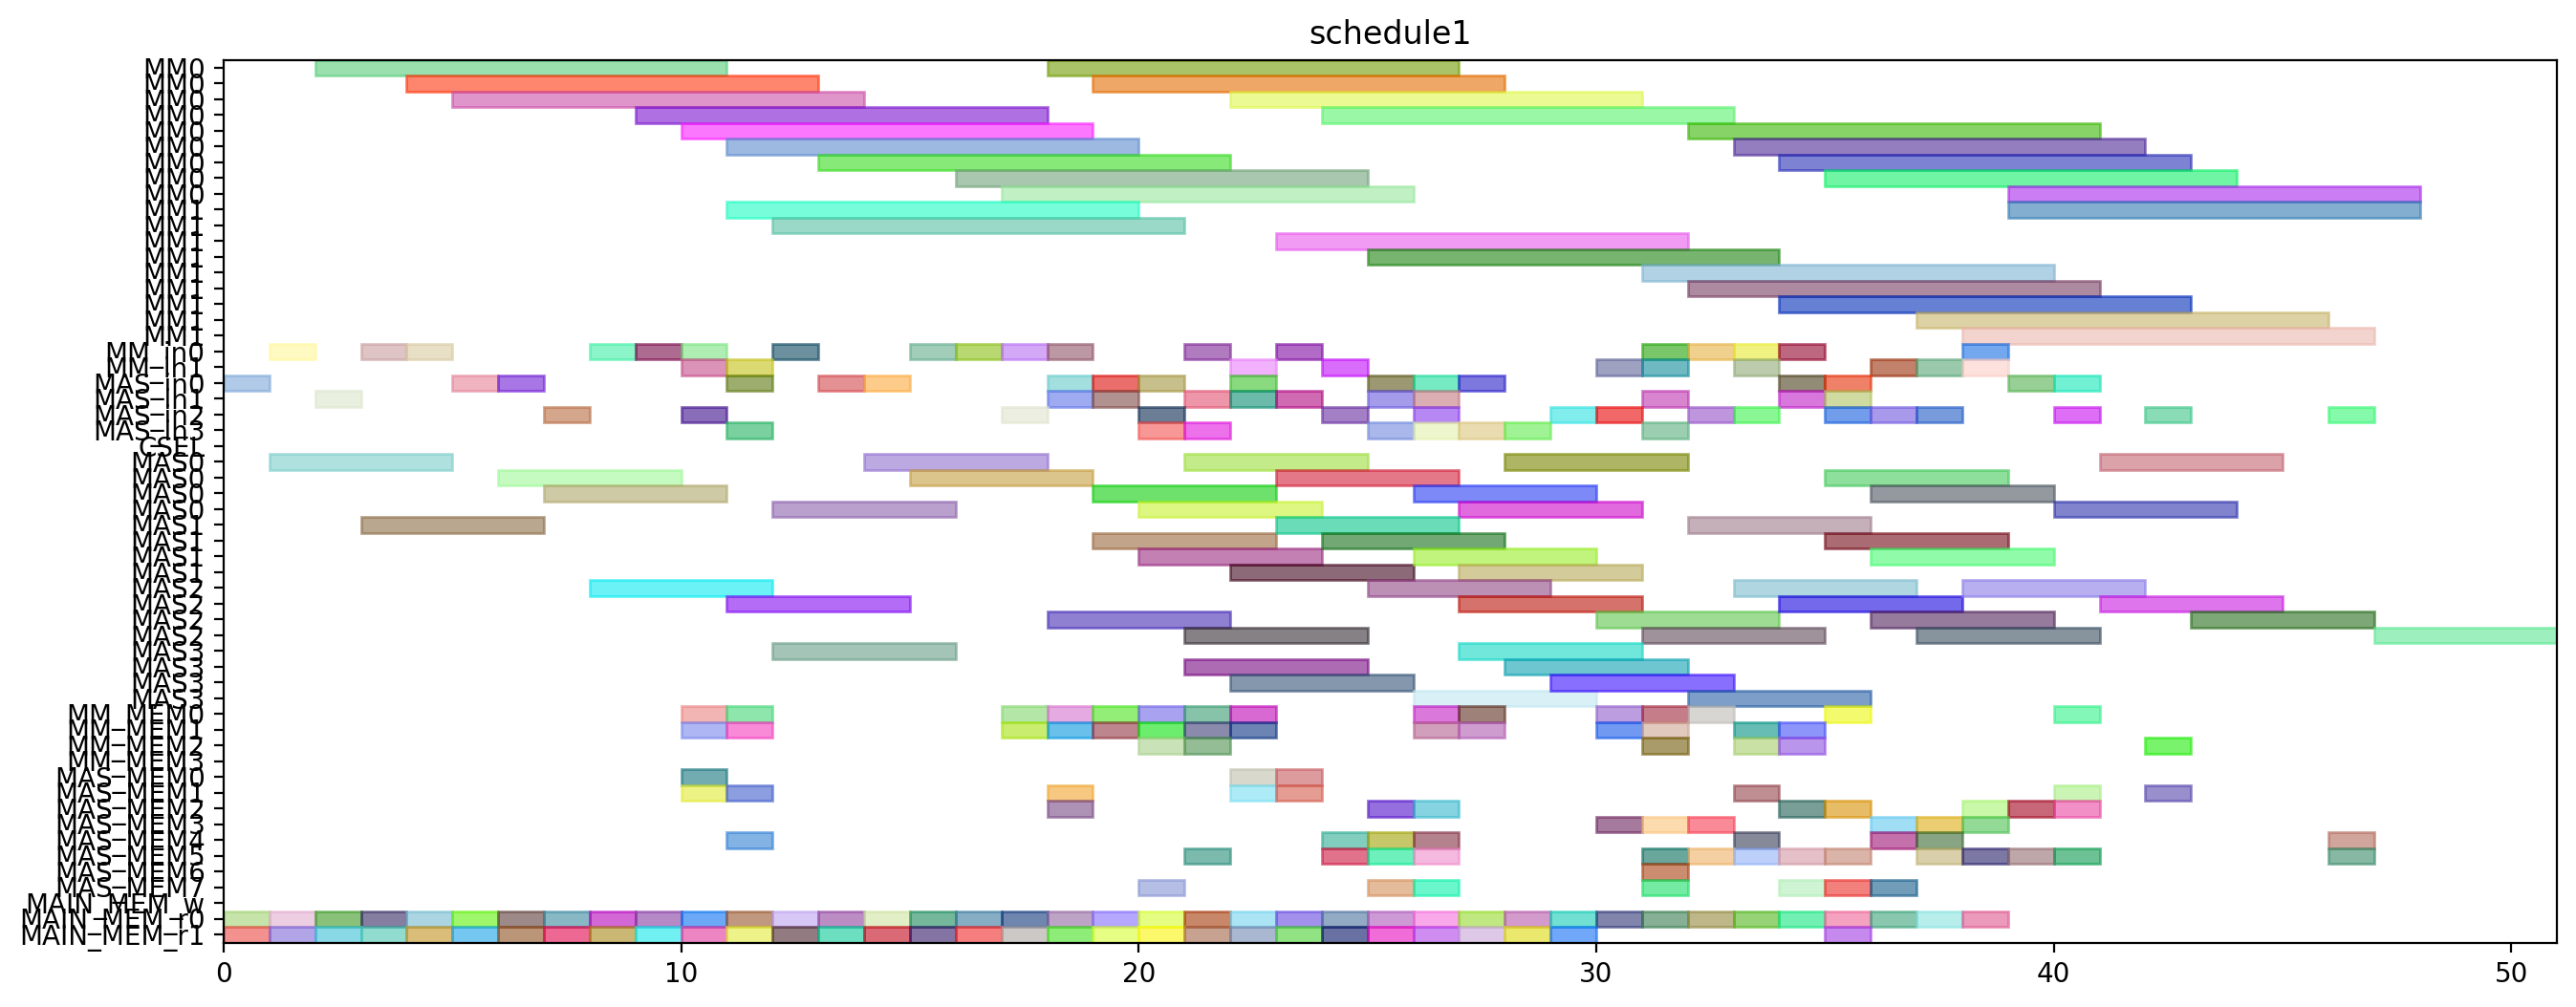 schedule1
MM0
MM0
MM0
MM0
MM0
MM0
MM0
MM0
MM0
MM1
MM1
MM1
MM1
MM1
MM1
MM1
MM1
MM1
MM_in0
MM_in1
MAS_in0
MAS_in1
MAS_in2
MAS_in3
CSEL
MAS0
MAS0
MAS0
MAS0
MAS1
MAS1
MAS1
MAS1
MAS2
MAS2
MAS2
MAS2
MAS3
MAS3
MAS3
MAS3
MM_MEM0
MM_MEM1
MM_MEM2
MM_MEM3
MAS_MEM0
MAS_MEM1
MAS_MEM2
MAS_MEM3
MAS_MEM4
MAS_MEM5
MAS_MEM6
MAS_MEM7
MAIN_MEM_w
MAIN_MEM_r0
MAIN_MEM_r1
0 10 20 30 40 50